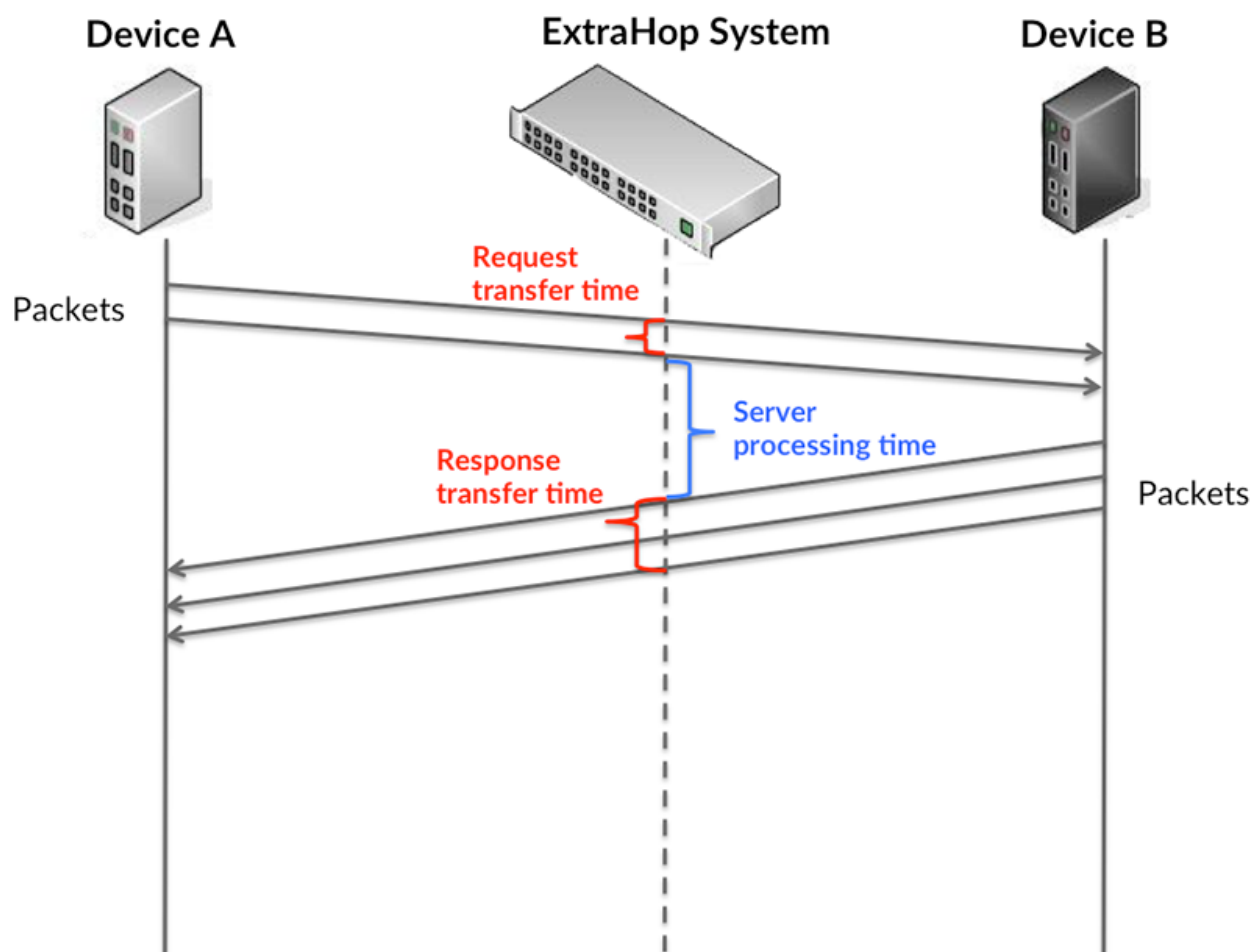 Device A
ExtraHop System
Device B
Request
transfer time
Packets
Server
processing time
Response
transfer time
Packets